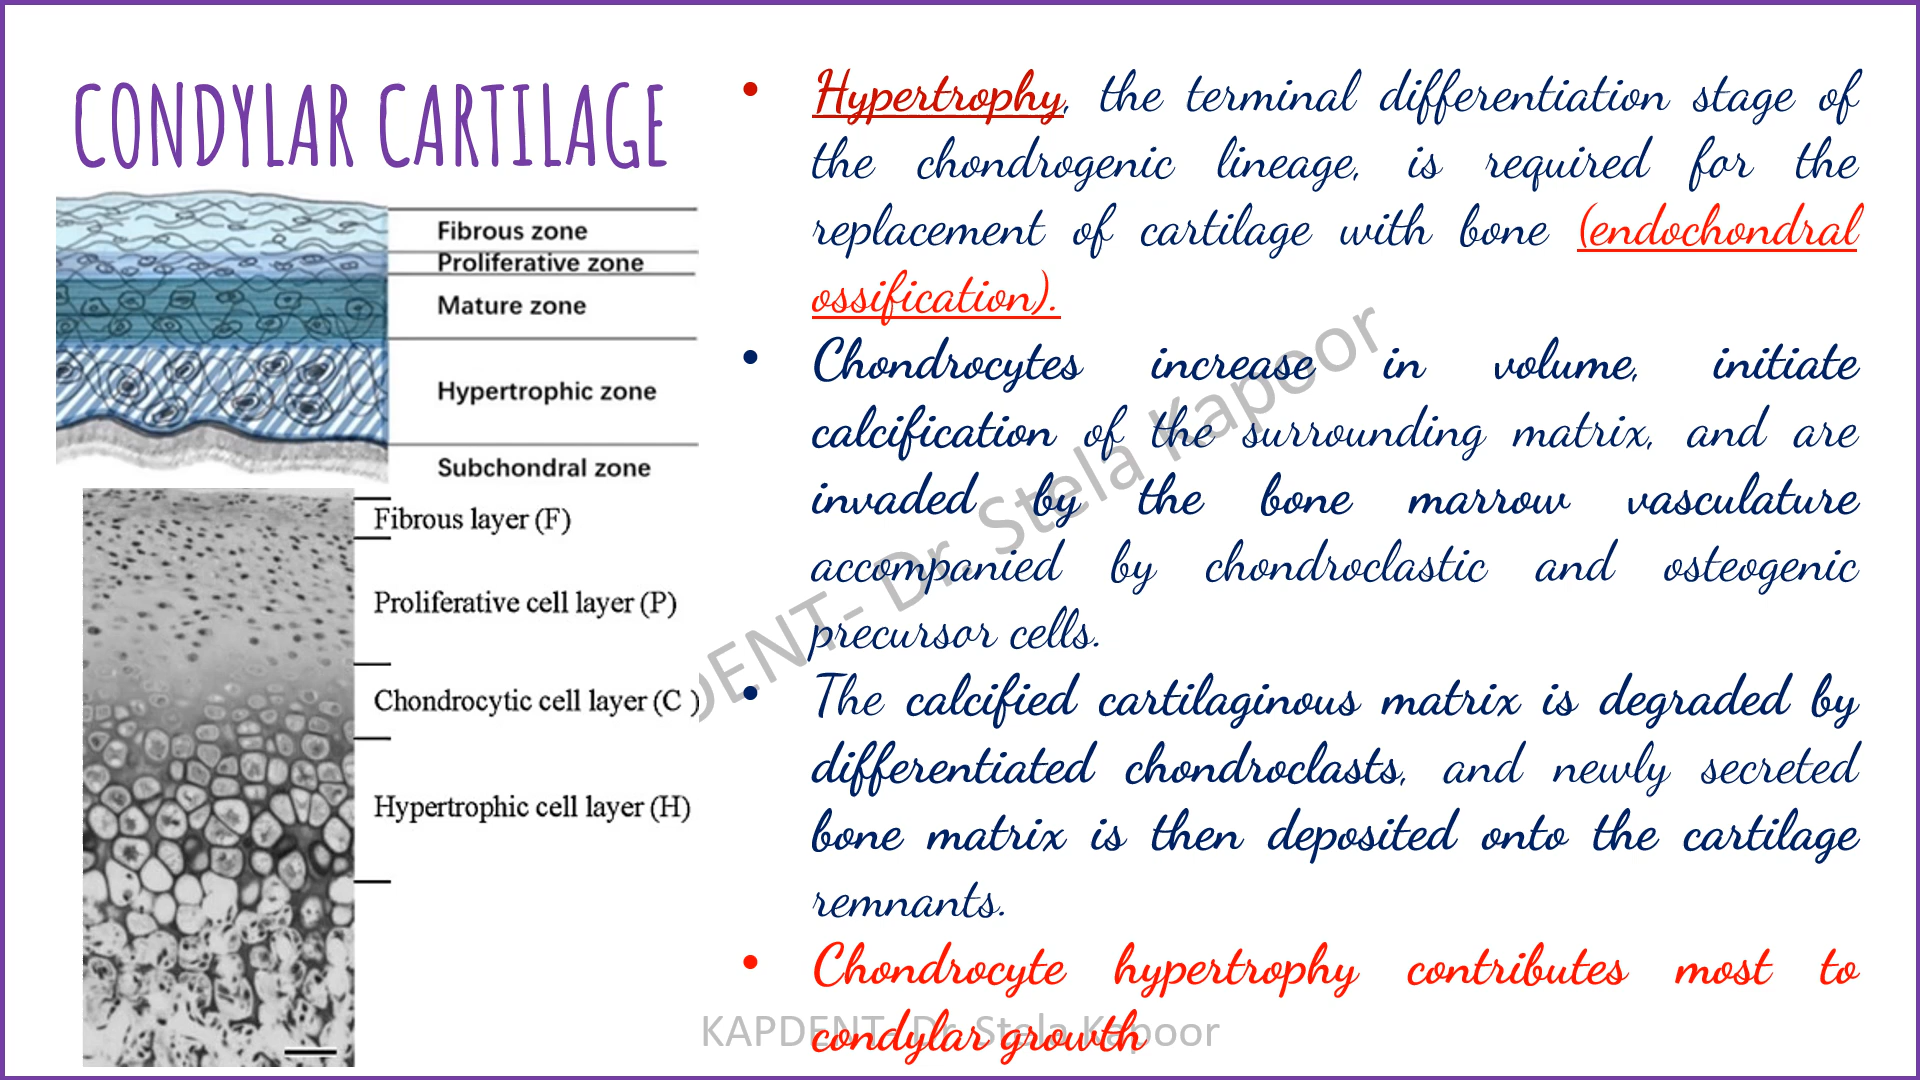 CONDYLAR CARTILAGE
Fibrous zone
Proliferative zone
Mature zone
Hypertrophic zone
Subchondral zone
Fibrous layer (F)
Proliferative cell layer (P)
Chondrocytic cell layer (C )
Hypertrophic cell layer (H)
• Hypertrophy, the terminal differentiation stage of
the chondrogenic lineage, is required for the
replacement of cartilage with bone (endochondral
ossification).
• Chondrocytes increase in volume, initiate
calcification of the surrounding matrix, and are
invaded by the bone marrow vasculature
accompanied by chondroclastic and osteogenic
precursor cells.
• The calcified cartilaginous matrix is degraded by
differentiated chondroclasts, and newly secreted
bone matrix is then deposited onto the cartilage
remnants.
• Chondrocyte hypertrophy contributes most to
condylar growth
DENT- Dr. Stela Kapoor
KAPDENT- Dr. Stela Kapoor